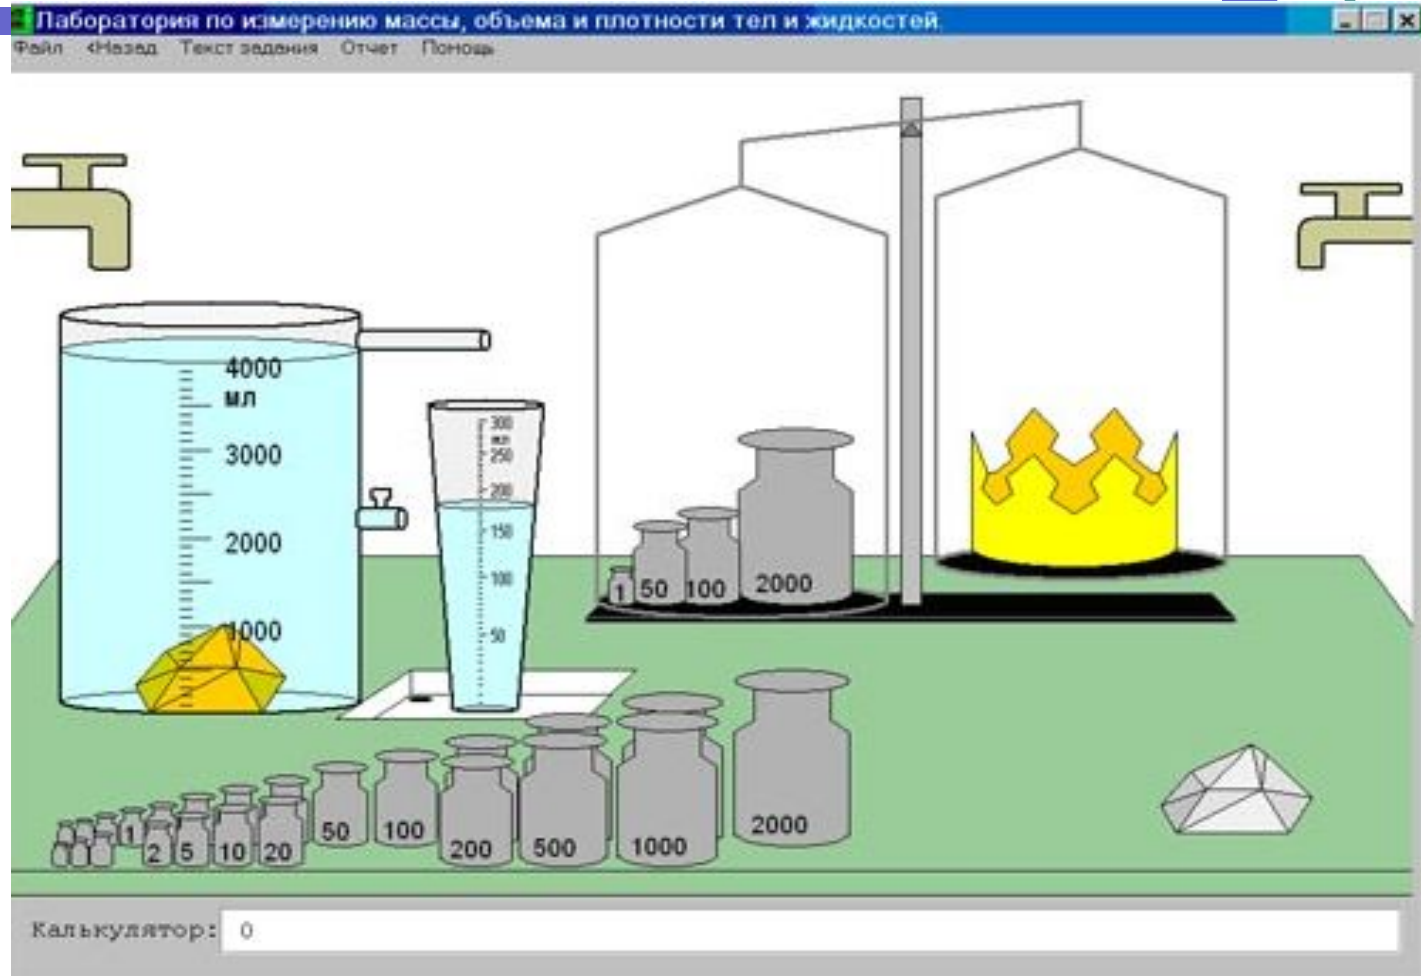 Лаборатория по измерению массы, объема и плотности тел и жидкостей.
Файл <Назад Текст задания Отчет Помощь
4000
мл
3000
2000
1000
300
мл
250
200
150
100
50
1 50 100 2000
1 2 5 10 20 50 100 200 500 1000 2000
Калькулятор: 0